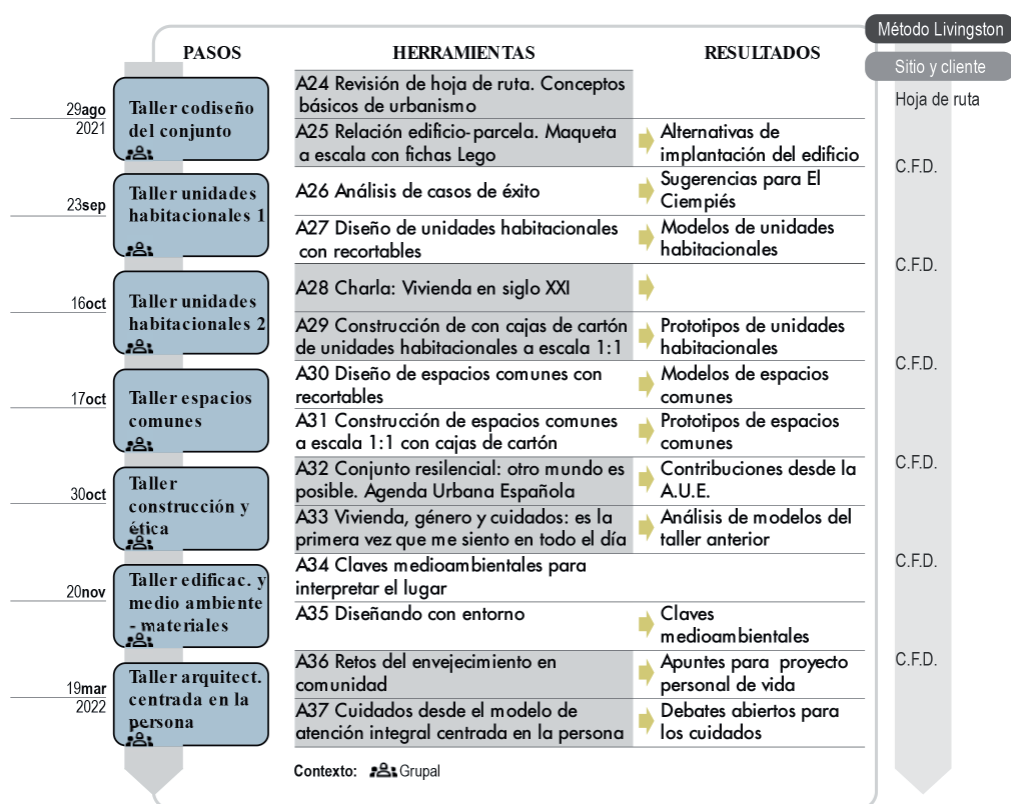 Método Livingston
PASOS
HERRAMIENTAS
RESULTADOS
Sitio y cliente
Hoja de ruta
29ago
2021
Taller codiseño
del conjunto
A24 Revisión de hoja de ruta. Conceptos
básicos de urbanismo
A25 Relación edificio-parcela. Maqueta
a escala con fichas Lego
Alternativas de
implantación del edificio
C.F.D.
23sep
Taller unidades
habitacionales 1
A26 Análisis de casos de éxito
Sugerencias para El
Ciempiés
A27 Diseño de unidades habitacionales
con recortables
Modelos de unidades
habitacionales
C.F.D.
16oct
Taller unidades
habitacionales 2
A28 Charla: Vivienda en siglo XXI
A29 Construcción de con cajas de cartón
de unidades habitacionales a escala 1:1
Prototipos de unidades
habitacionales
C.F.D.
17oct
Taller espacios
comunes
A30 Diseño de espacios comunes con
recortables
Modelos de espacios
comunes
A31 Construcción de espacios comunes
a escala 1:1 con cajas de cartón
Prototipos de espacios
comunes
C.F.D.
30oct
Taller
construcción y
ética
A32 Conjunto resilencial: otro mundo es
posible. Agenda Urbana Española
Contribuciones desde la
A.U.E.
A33 Vivienda, género y cuidados: es la
primera vez que me siento en todo el día
Análisis de modelos del
taller anterior
C.F.D.
20nov
Taller edificac. y
medio ambiente
- materiales
A34 Claves medioambientales para
interpretar el lugar
A35 Diseñando con entorno
Claves
medioambientales
C.F.D.
19mar
2022
Taller arquitect.
centrada en la
persona
A36 Retos del envejecimiento en
comunidad
Apuntes para proyecto
personal de vida
A37 Cuidados desde el modelo de
atención integral centrada en la persona
Debates abiertos para
los cuidados
Contexto: Grupal